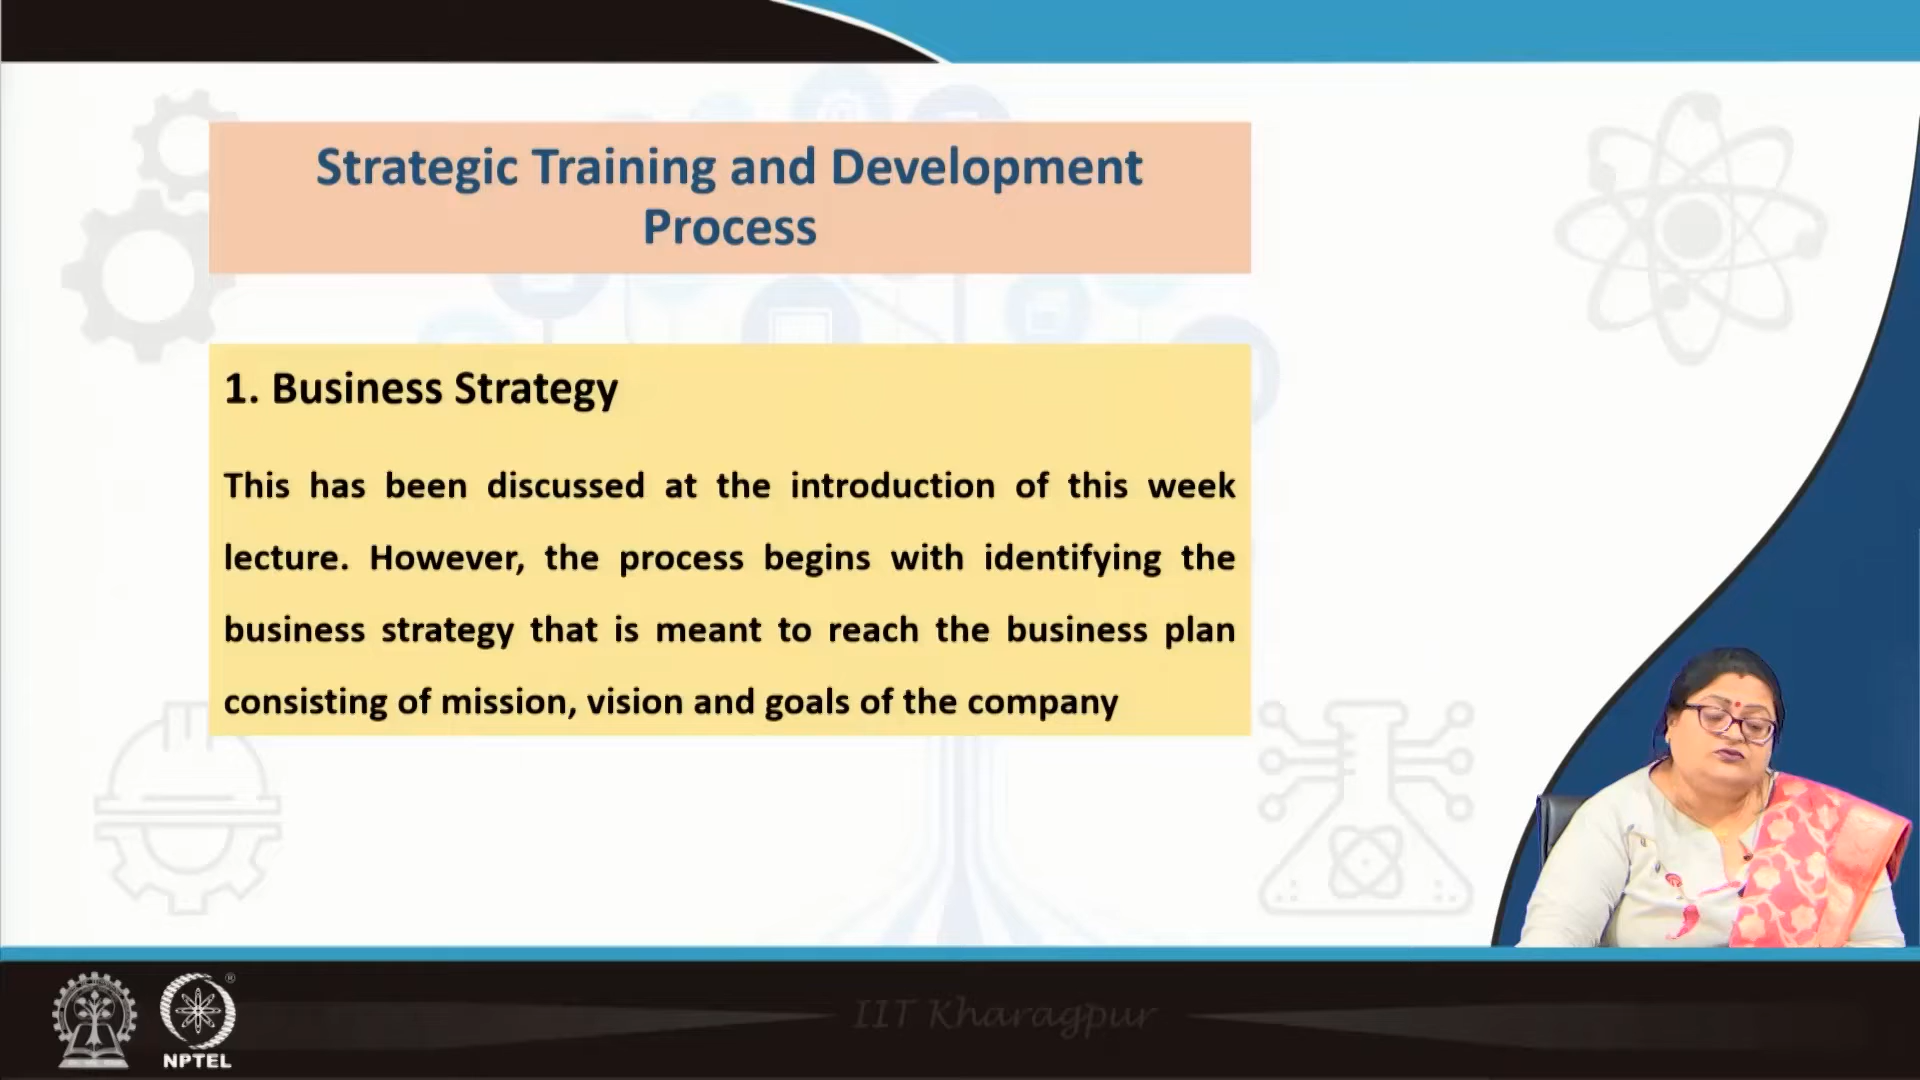 Strategic Training and Development
Process
1. Business Strategy
This has been discussed at the introduction of this week
lecture. However, the process begins with identifying the
business strategy that is meant to reach the business plan
consisting of mission, vision and goals of the company
IIT Kharagpur
®
NPTEL